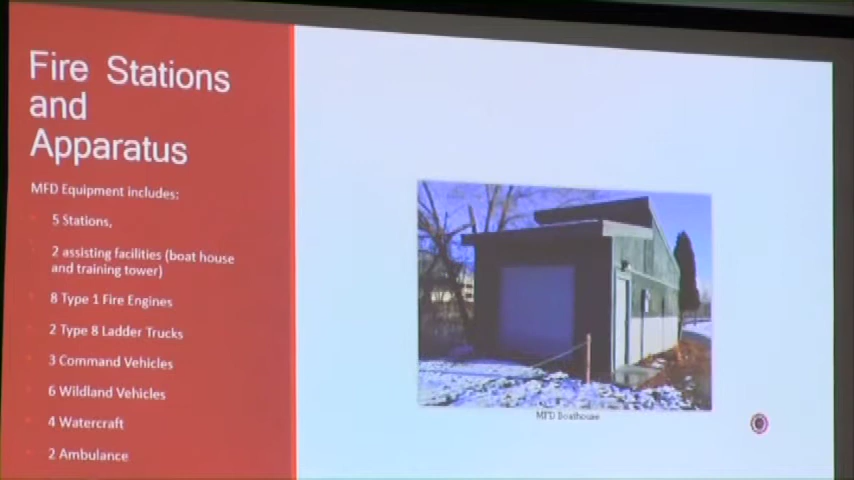 Fire Stations
and
Apparatus
MFD Equipment includes:
5 Stations,
2 assisting facilities (boat house
and training tower)
8 Type 1 Fire Engines
2 Type 8 Ladder Trucks
3 Command Vehicles
6 Wildland Vehicles
4 Watercraft
2 Ambulance
MFD Boathouse